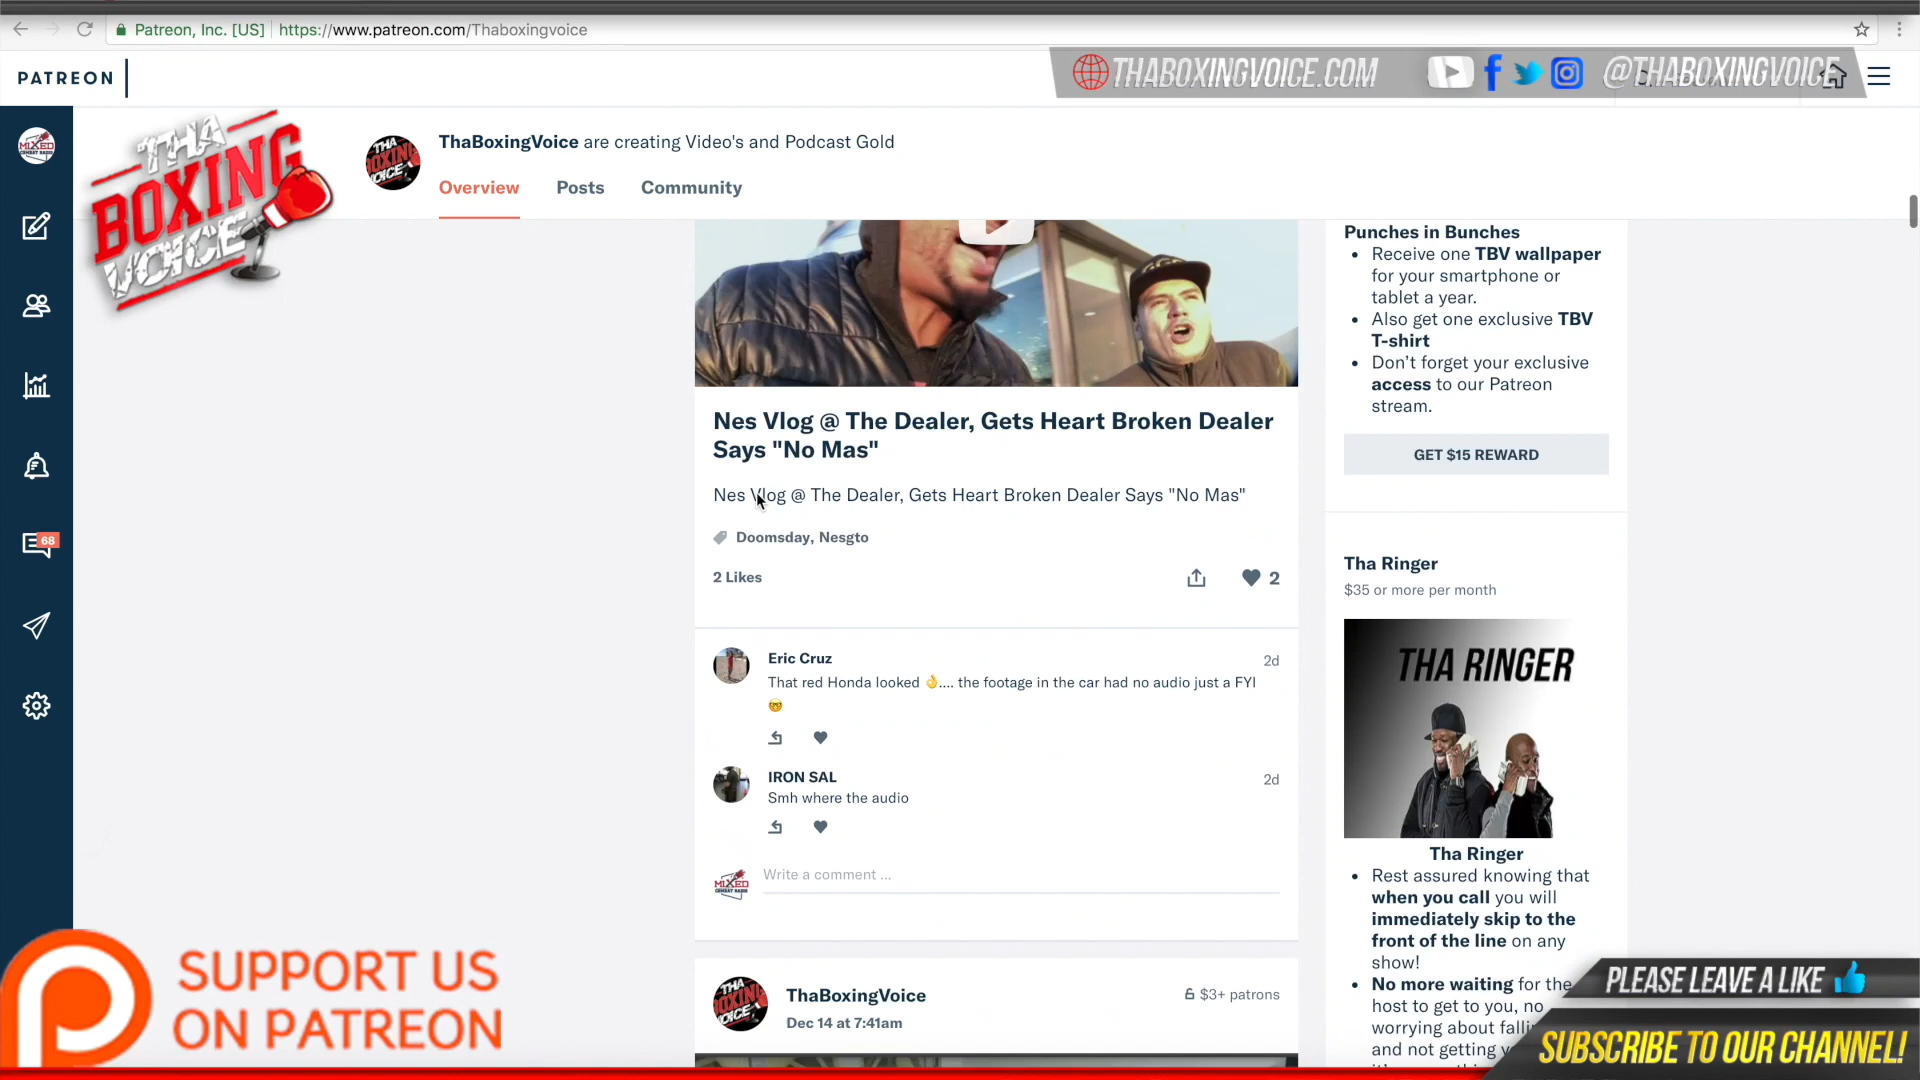 Patreon, Inc. [US] https://www.patreon.com/Thaboxingvoice
PATREON
THABOXINGVOICE.COM @THABOXINGVOICE
THA BOXING VOICE
ThaBoxingVoice are creating Video's and Podcast Gold
Overview Posts Community
Nes Vlog @ The Dealer, Gets Heart Broken Dealer
Says "No Mas"
Nes Vlog @ The Dealer, Gets Heart Broken Dealer Says "No Mas"
Doomsday, Nesgto
2 Likes
2
Eric Cruz
2d
That red Honda looked 👌.... the footage in the car had no audio just a FYI
🤓
IRON SAL
2d
Smh where the audio
MIXED
Write a comment ...
ThaBoxingVoice
$3+ patrons
Dec 14 at 7:41am
Punches in Bunches
• Receive one TBV wallpaper
for your smartphone or
tablet a year.
• Also get one exclusive TBV
T-shirt
• Don't forget your exclusive
access to our Patreon
stream.
GET $15 REWARD
Tha Ringer
$35 or more per month
THA RINGER
Tha Ringer
• Rest assured knowing that
when you call you will
immediately skip to the
front of the line on any
show!
• No more waiting for the
host to get to you, no
worrying about
and not getting
68
SUPPORT US
ON PATREON
PLEASE LEAVE A LIKE
SUBSCRIBE TO OUR CHANNEL!